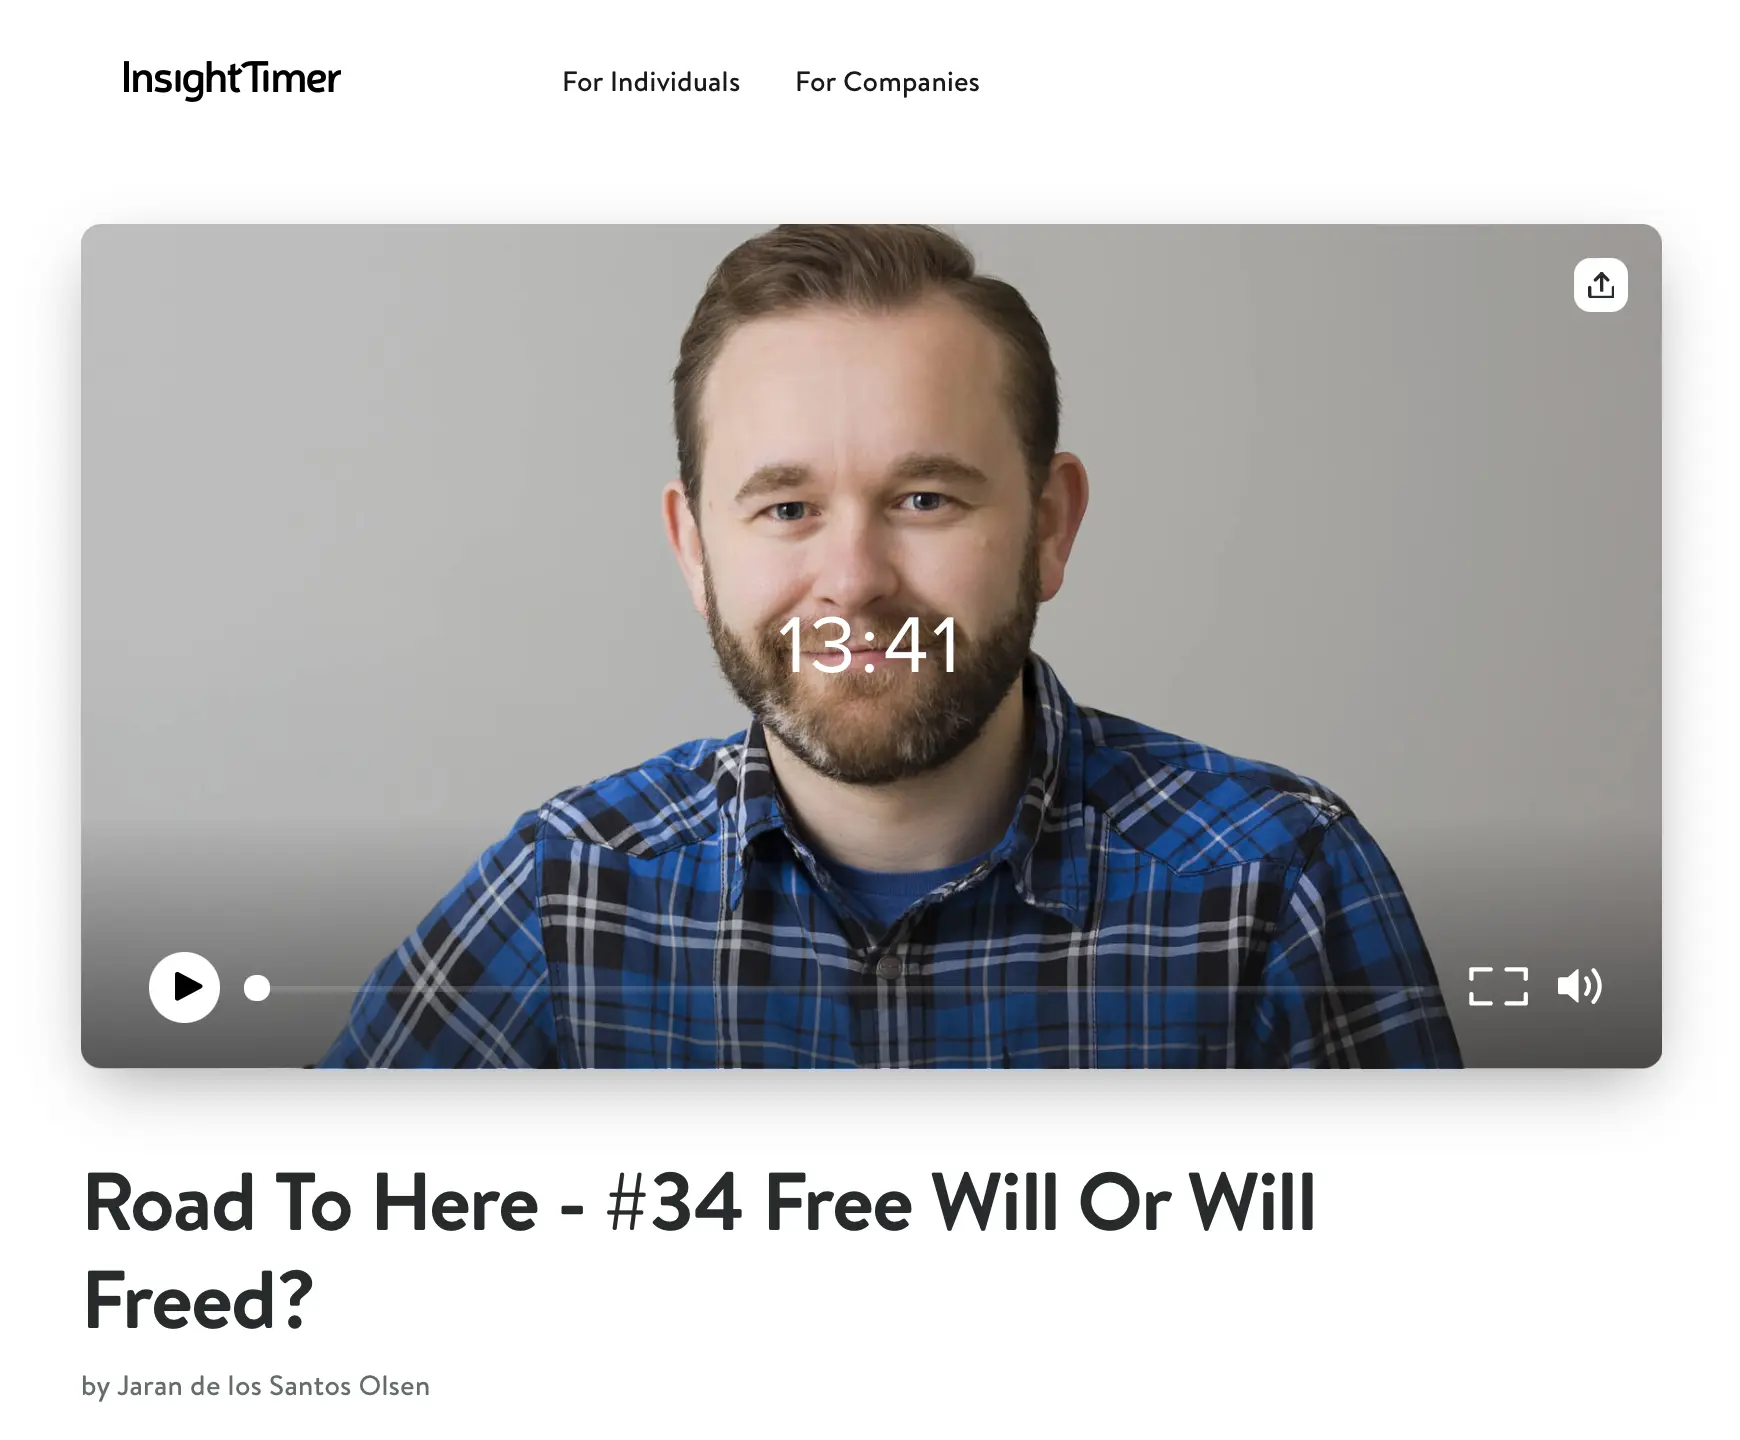 InsightTimer
For Individuals
For Companies
13:41
Road To Here - #34 Free Will Or Will
Freed?
by Jaran de los Santos Olsen